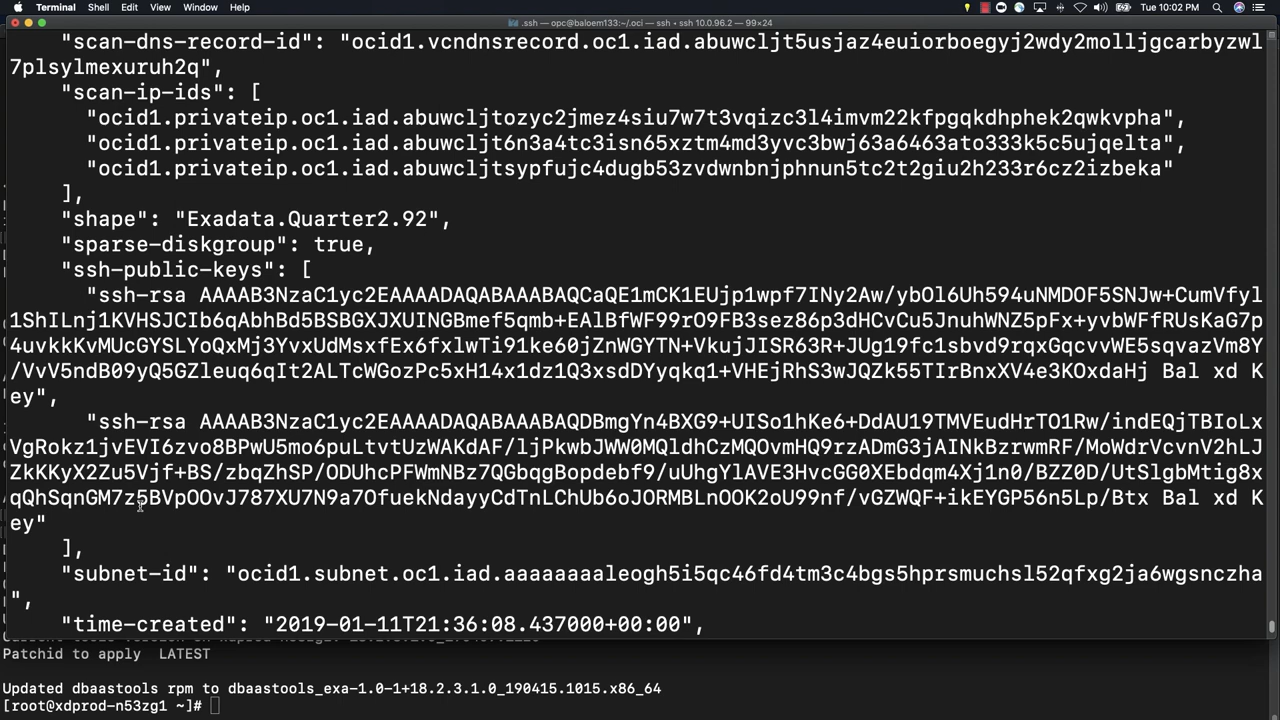 Terminal Shell Edit View Window Help Tue 10:02 PM
.ssh — opc@baloem133:~/.oci — ssh • ssh 10.0.96.2 — 99×24
"scan-dns-record-id": "ocid1.vcndnsrecord.oc1.iad.abuwcljt5usjaz4euiorboegyj2wdy2molljgcarbyzwl
7plsylmexuruh2q",
"scan-ip-ids": [
"ocid1.privateip.oc1.iad.abuwcljtozyc2jmez4siu7w7t3vqizc3l4imvm22kfpgqkdhphek2qwkvpha",
"ocid1.privateip.oc1.iad.abuwcljt6n3a4tc3isn65xztm4md3yvc3bwj63a6463ato333k5c5ujqelta",
"ocid1.privateip.oc1.iad.abuwcljtsypfujc4dugb53zvdwnbnjphnun5tc2t2giu2h233r6cz2izbeka"
],
"shape": "Exadata.Quarter2.92",
"sparse-diskgroup": true,
"ssh-public-keys": [
"ssh-rsa AAAAB3NzaC1yc2EAAAADAQABAAABAQCaQE1mCK1EUjp1wpf7INy2Aw/ybOl6Uh594uNMDOF5SNJw+CumVfyl
1ShILnj1KVHSJCIb6qAbhBd5BSBGXJXUINGBmef5qmb+EAlBfWF99rO9FB3sez86p3dHCvCu5JnuhWNZ5pFx+yvbWFfRUsKaG7p
4uvkkKvMUcGYSLYoQxMj3YvxUdMsxfEx6fxlwTi91ke60jZnWGYTN+VkujJISR63R+JUg19fc1sbvd9rqxGqcvvWE5sqvazVm8Y
/VvV5ndB09yQ5GZleuq6qIt2ALTcWGozPc5xH14x1dz1Q3xsdDYyqkq1+VHEjRhS3wJQZk55TIrBnxXV4e3KOxdaHj Bal xd K
ey",
"ssh-rsa AAAAB3NzaC1yc2EAAAADAQABAAABAQDBmgYn4BXG9+UISo1hKe6+DdAU19TMVEudHrTO1Rw/indEQjTBIoLx
VgRokz1jvEVI6zvo8BPwU5mo6puLtvtUzWAKdAF/ljPkwbJWW0MQldhCzMQOvmHQ9rzADmG3jAINkBzrwmRF/MoWdrVcvnV2hLJ
ZkKKyX2Zu5Vjf+BS/zbqZhSP/ODUhcPFWmNBz7QGbqgBopdebf9/uUhgYlAVE3HvcGG0XEbdqm4Xj1n0/BZZ0D/UtSlgbMtig8x
qQhSqnGM7z5BVpOOvJ787XU7N9a7OfuekNdayyCdTnLChUb6oJORMBLnOOK2oU99nf/vGZWQF+ikEYGP56n5Lp/Btx Bal xd K
ey"
],
"subnet-id": "ocid1.subnet.oc1.iad.aaaaaaaaleogh5i5qc46fd4tm3c4bgs5hprsmuchsl52qfxg2ja6wgsnczha
",
"time-created": "2019-01-11T21:36:08.437000+00:00",
Patchid to apply LATEST
Updated dbaastools rpm to dbaastools_exa-1.0-1+18.2.3.1.0_190415.1015.x86_64
[root@xdprod-n53zg1 ~]#